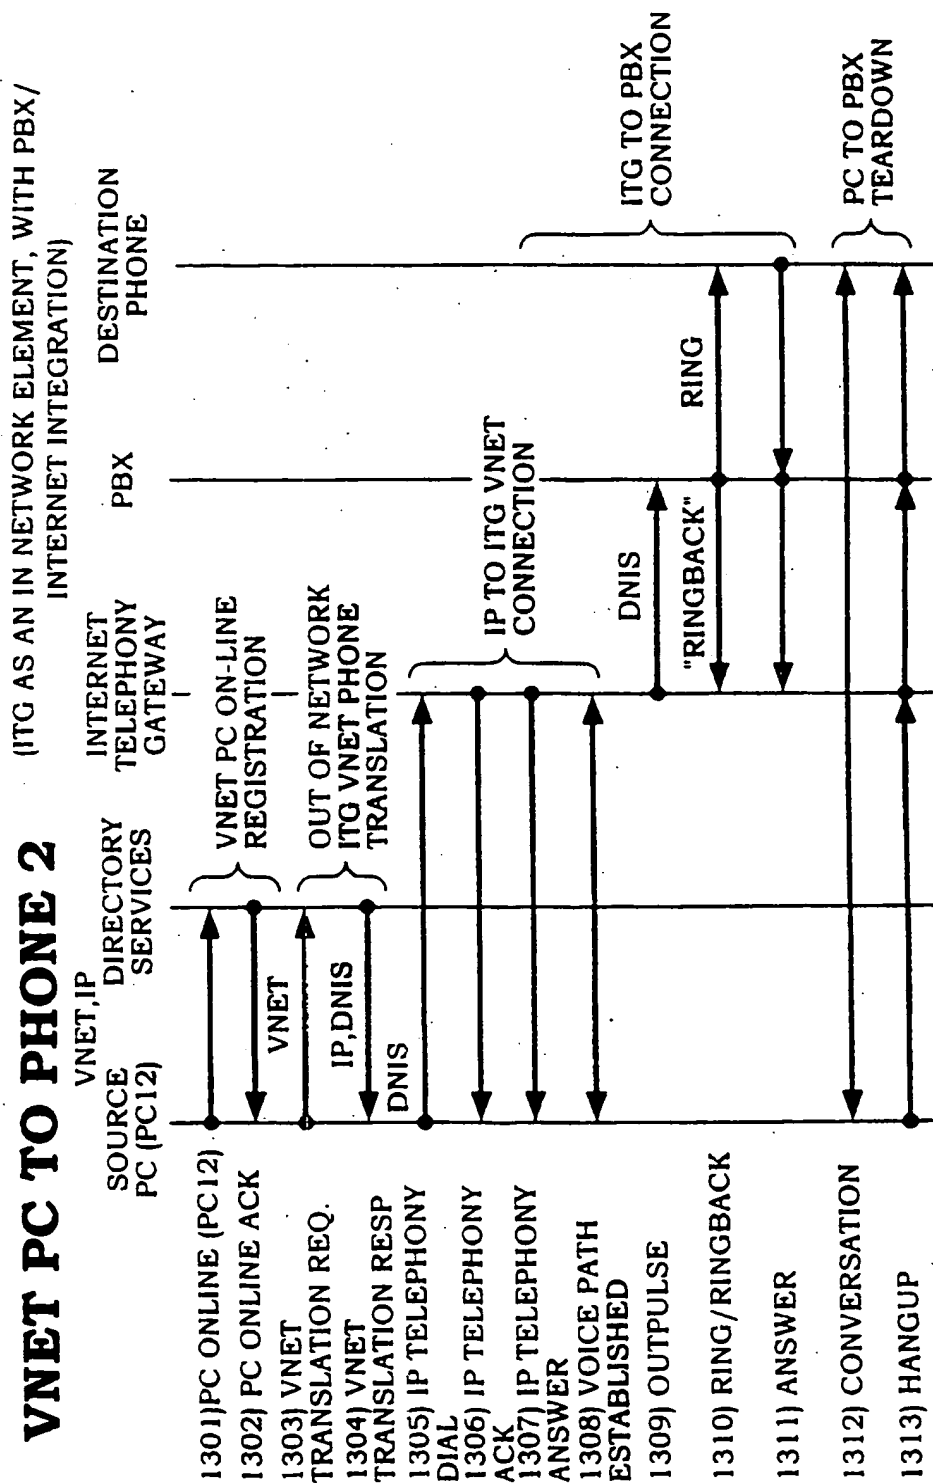 VNET PC TO PHONE 2
(ITG AS AN IN NETWORK ELEMENT, WITH PBX/
INTERNET INTEGRATION)
VNET,IP
SOURCE
PC (PC12)
DIRECTORY
SERVICES
INTERNET
TELEPHONY
GATEWAY
PBX
DESTINATION
PHONE
1301)PC ONLINE (PC12)
1302) PC ONLINE ACK
VNET PC ON-LINE
REGISTRATION
1303) VNET
TRANSLATION REQ.
VNET
1304) VNET
TRANSLATION RESP
IP,DNIS
OUT OF NETWORK
ITG VNET PHONE
TRANSLATION
1305) IP TELEPHONY
DIAL
DNIS
1306) IP TELEPHONY
ACK
1307) IP TELEPHONY
ANSWER
1308) VOICE PATH
ESTABLISHED
IP TO ITG VNET
CONNECTION
1309) OUTPULSE
DNIS
1310) RING/RINGBACK
"RINGBACK"
RING
1311) ANSWER
ITG TO PBX
CONNECTION
1312) CONVERSATION
1313) HANGUP
PC TO PBX
TEARDOWN